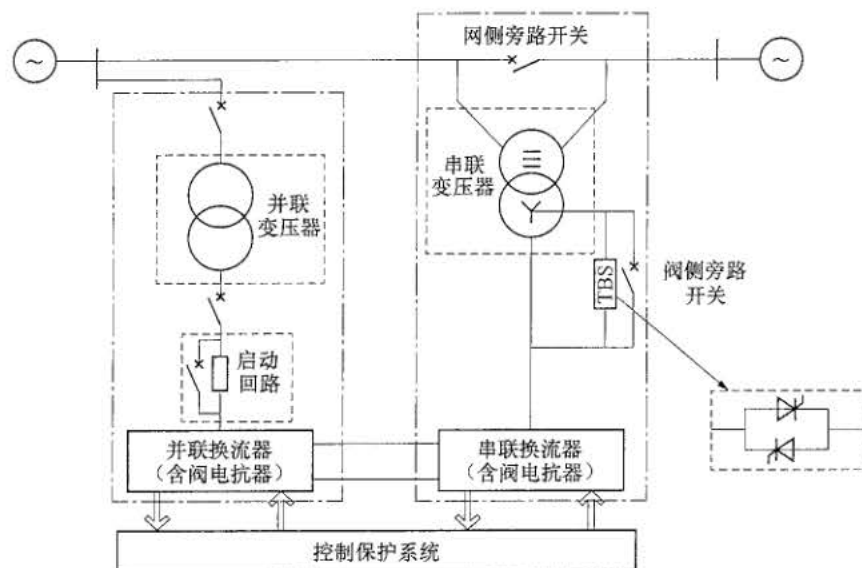 网侧旁路开关
~
~
串联
变压器
并联
变压器
阀侧旁路
开关
TBS
启动
回路
并联换流器
(含阀电抗器)
串联换流器
(含阀电抗器)
控制保护系统